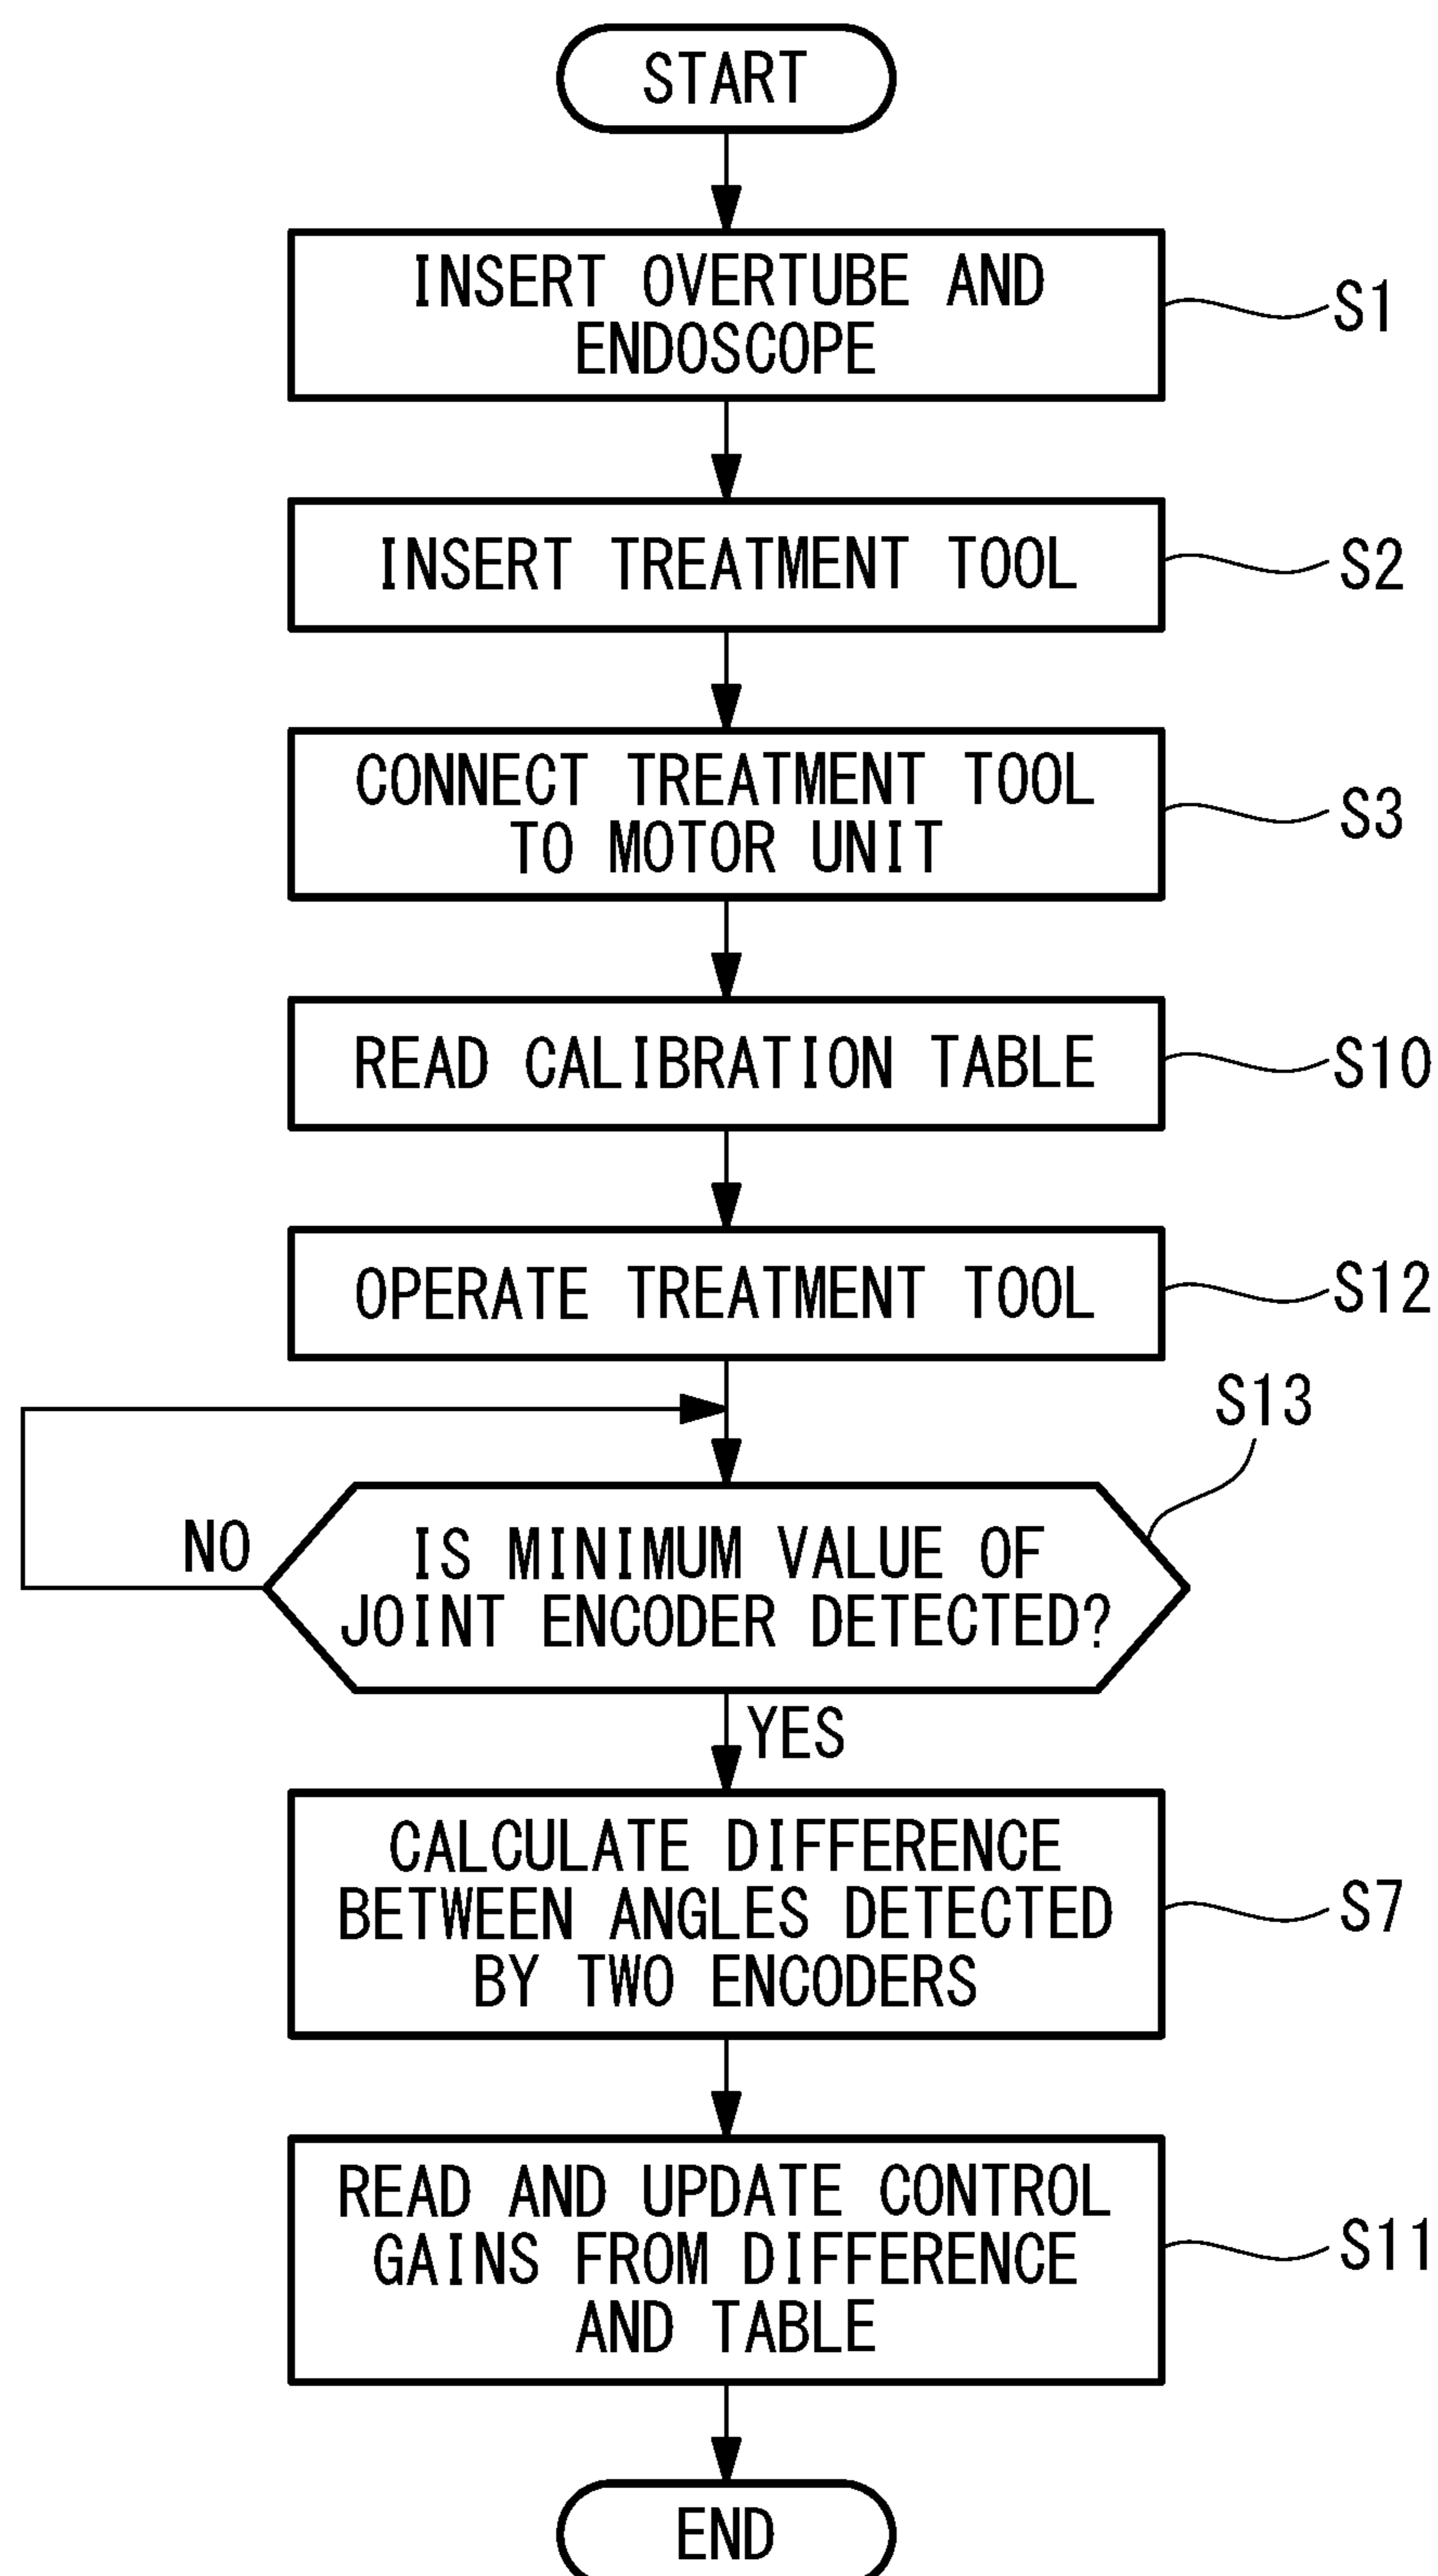 START
INSERT OVERTUBE AND
ENDOSCOPE
S1
INSERT TREATMENT TOOL
S2
CONNECT TREATMENT TOOL
TO MOTOR UNIT
S3
READ CALIBRATION TABLE
S10
OPERATE TREATMENT TOOL
S12
S13
NO
IS MINIMUM VALUE OF
JOINT ENCODER DETECTED?
YES
CALCULATE DIFFERENCE
BETWEEN ANGLES DETECTED
BY TWO ENCODERS
S7
READ AND UPDATE CONTROL
GAINS FROM DIFFERENCE
AND TABLE
S11
END